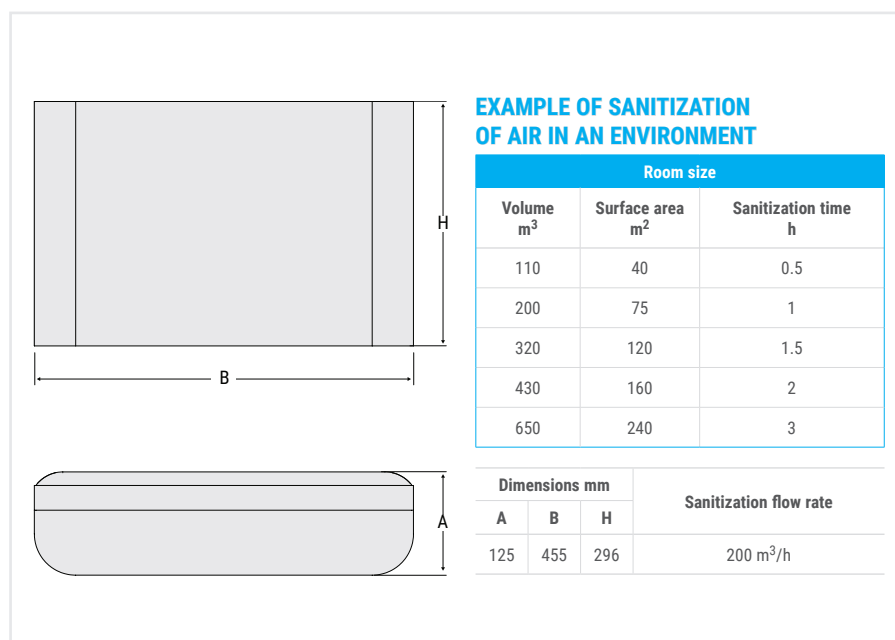 H
B
A
EXAMPLE OF SANITIZATION
OF AIR IN AN ENVIRONMENT
Room size
Volume m³ Surface area m² Sanitization time h
110 40 0.5
200 75 1
320 120 1.5
430 160 2
650 240 3
Dimensions mm Sanitization flow rate
A B H
125 455 296 200 m³/h